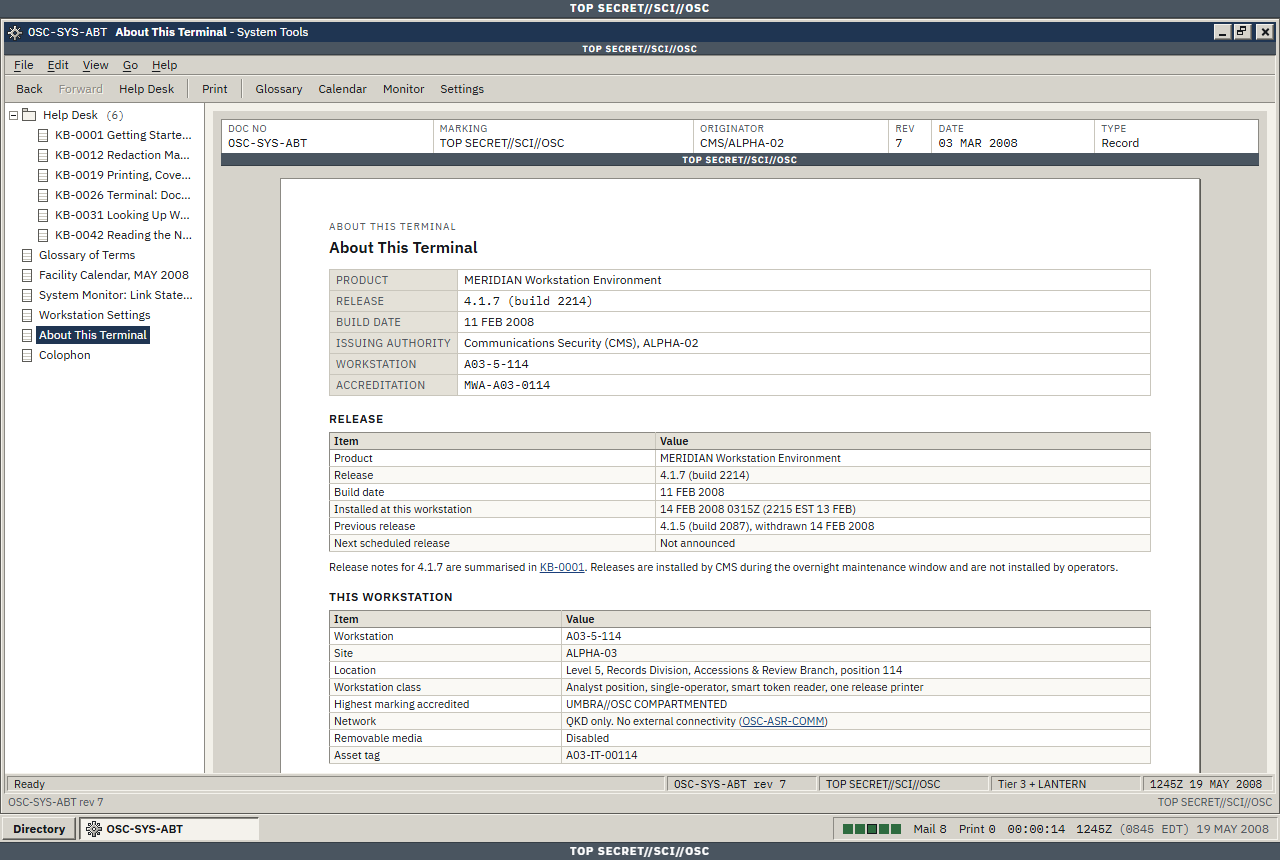 TOP SECRET//SCI//OSC
OSC-SYS-ABT About This Terminal - System Tools
TOP SECRET//SCI//OSC
File Edit View Go Help
Back Forward Help Desk Print Glossary Calendar Monitor Settings
Help Desk (6)
KB-0001 Getting Starte...
KB-0012 Redaction Ma...
KB-0019 Printing, Cove...
KB-0026 Terminal: Doc...
KB-0031 Looking Up W...
KB-0042 Reading the N...
Glossary of Terms
Facility Calendar, MAY 2008
System Monitor: Link State...
Workstation Settings
About This Terminal
Colophon
DOC NO MARKING ORIGINATOR REV DATE TYPE
OSC-SYS-ABT TOP SECRET//SCI//OSC CMS/ALPHA-02 7 03 MAR 2008 Record
TOP SECRET//SCI//OSC
ABOUT THIS TERMINAL
About This Terminal
PRODUCT MERIDIAN Workstation Environment
RELEASE 4.1.7 (build 2214)
BUILD DATE 11 FEB 2008
ISSUING AUTHORITY Communications Security (CMS), ALPHA-02
WORKSTATION A03-5-114
ACCREDITATION MWA-A03-0114
RELEASE
Item Value
Product MERIDIAN Workstation Environment
Release 4.1.7 (build 2214)
Build date 11 FEB 2008
Installed at this workstation 14 FEB 2008 0315Z (2215 EST 13 FEB)
Previous release 4.1.5 (build 2087), withdrawn 14 FEB 2008
Next scheduled release Not announced
Release notes for 4.1.7 are summarised in KB-0001. Releases are installed by CMS during the overnight maintenance window and are not installed by operators.
THIS WORKSTATION
Item Value
Workstation A03-5-114
Site ALPHA-03
Location Level 5, Records Division, Accessions & Review Branch, position 114
Workstation class Analyst position, single-operator, smart token reader, one release printer
Highest marking accredited UMBRA//OSC COMPARTMENTED
Network QKD only. No external connectivity (OSC-ASR-COMM)
Removable media Disabled
Asset tag A03-IT-00114
Ready OSC-SYS-ABT rev 7 TOP SECRET//SCI//OSC Tier 3 + LANTERN 1245Z 19 MAY 2008
OSC-SYS-ABT rev 7 TOP SECRET//SCI//OSC
Directory OSC-SYS-ABT Mail 8 Print 0 00:00:14 1245Z (0845 EDT) 19 MAY 2008
TOP SECRET//SCI//OSC